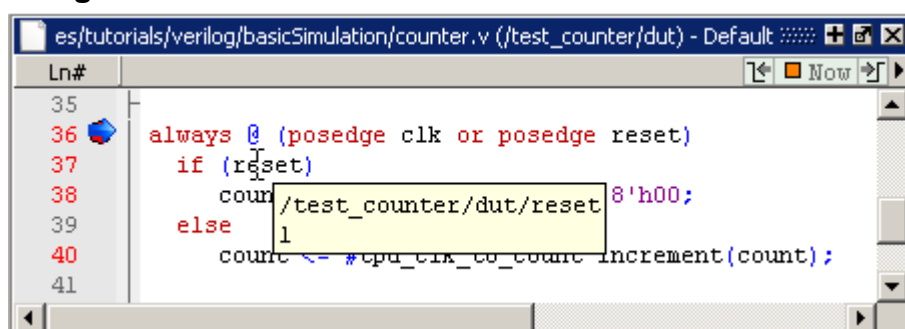 es/tutorials/verilog/basicSimulation/counter.v (/test_counter/dut) - Default
Ln# Now
35
36 always @ (posedge clk or posedge reset)
37 if (reset)
38 coun 8'h00;
/test_counter/dut/reset
39 else
1
40 count <= #tpd_clk_to_count increment(count);
41